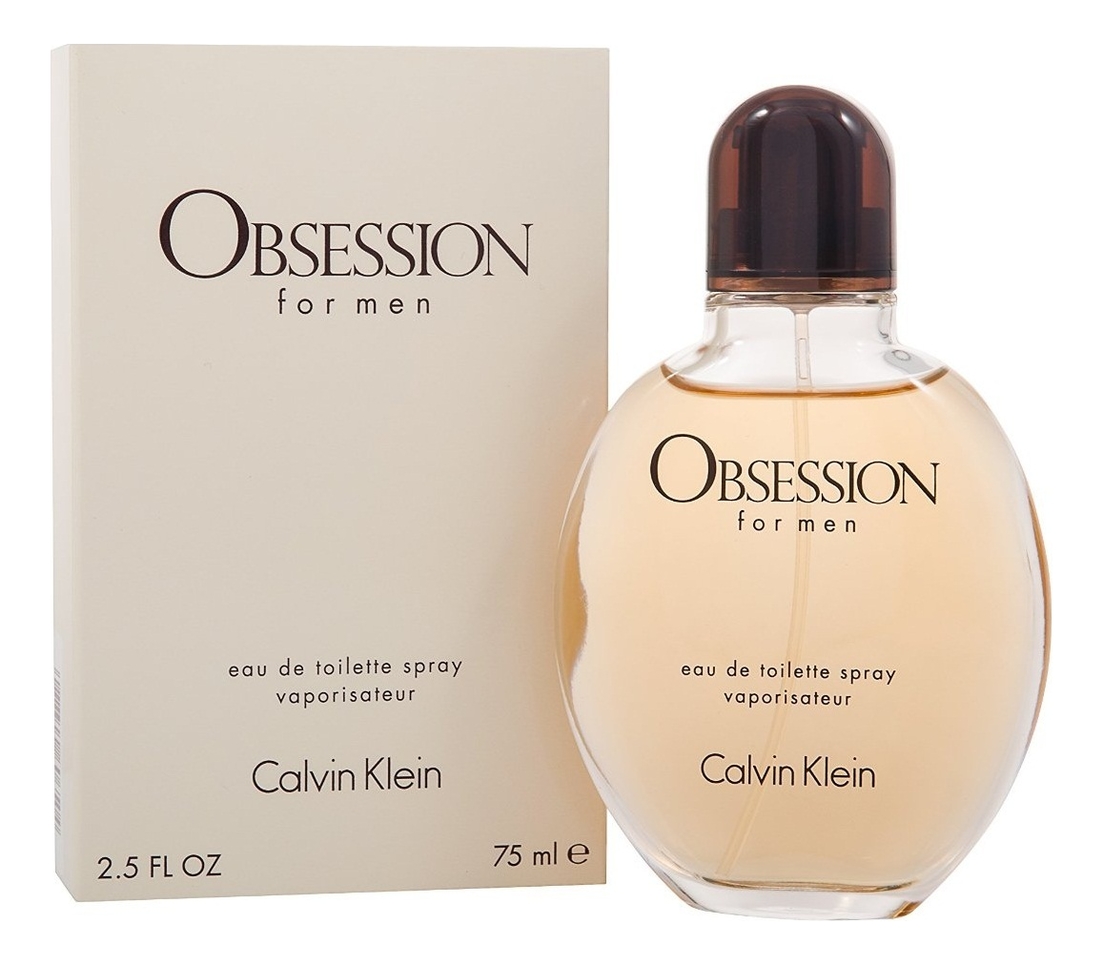 OBSESSION
for men
eau de toilette spray
vaporisateur
Calvin Klein
2.5 FL OZ
75 ml ℮
OBSESSION
for men
eau de toilette spray
vaporisateur
Calvin Klein